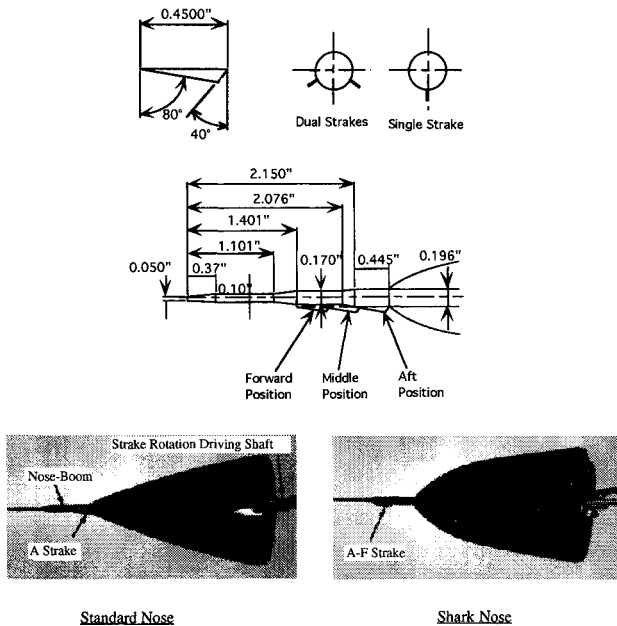 0.4500"
80°
40°
Dual Strakes
Single Strake
2.150"
2.076"
1.401"
1.101"
0.170"
0.445"
0.196"
0.050"
0.37"
0.10"
Forward
Position
Middle
Position
Aft
Position
Strake Rotation Driving Shaft
Nose-Boom
A Strake
A-F Strake
Standard Nose
Shark Nose